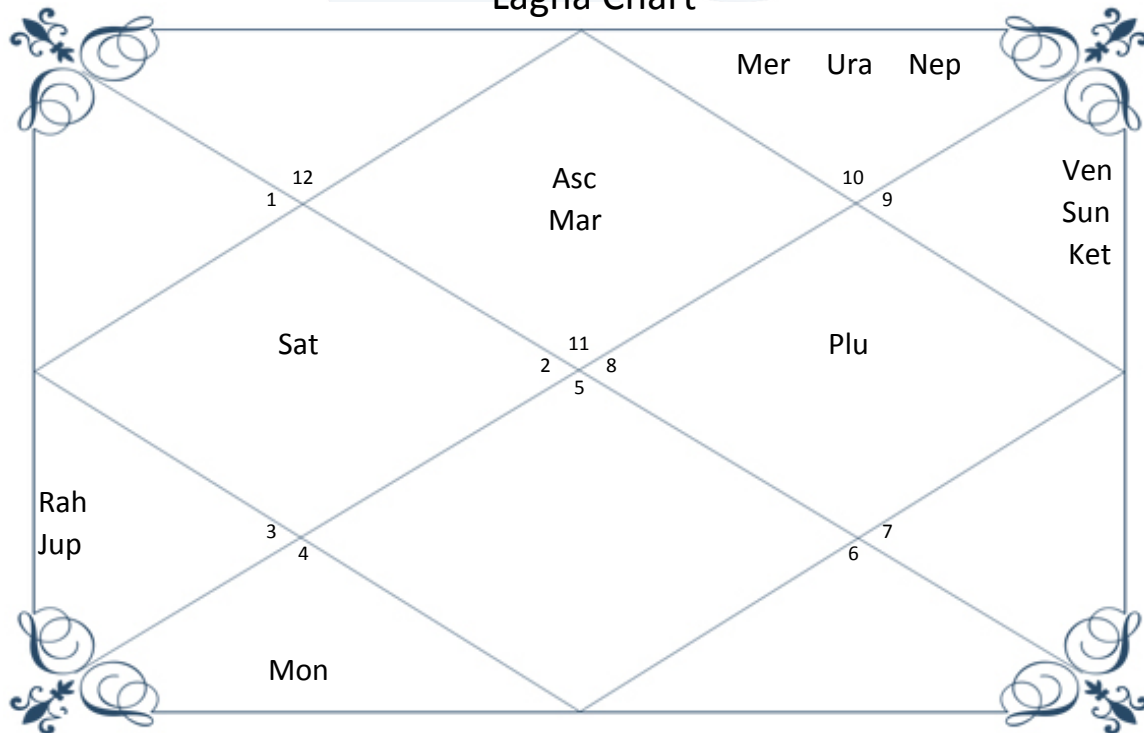 Lagna Chart
Mer Ura Nep
Asc
Mar
12
1
10
9
Ven
Sun
Ket
Sat
11
2 8
5
Plu
Rah
Jup
3
4
7
6
Mon